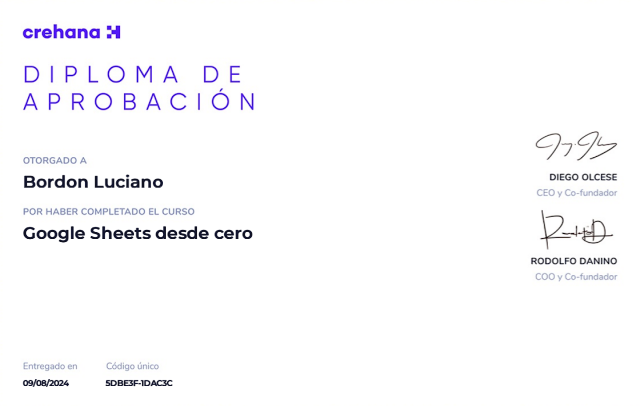 crehana
DIPLOMA DE
APROBACIÓN
OTORGADO A
Bordon Luciano
POR HABER COMPLETADO EL CURSO
Google Sheets desde cero
DIEGO OLCESE
CEO y Co-fundador
RODOLFO DANINO
COO y Co-fundador
Entregado en
Código único
09/08/2024
5DBE3F-1DAC3C